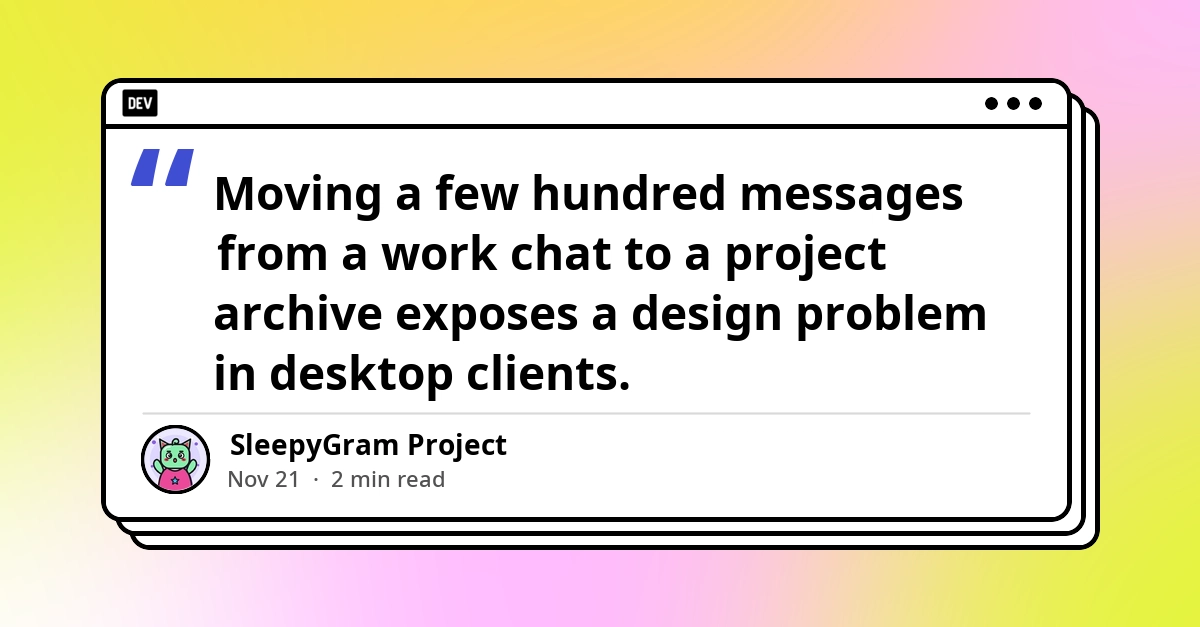 DEV
“Moving a few hundred messages
from a work chat to a project
archive exposes a design problem
in desktop clients.
SleepyGram Project
Nov 21 · 2 min read